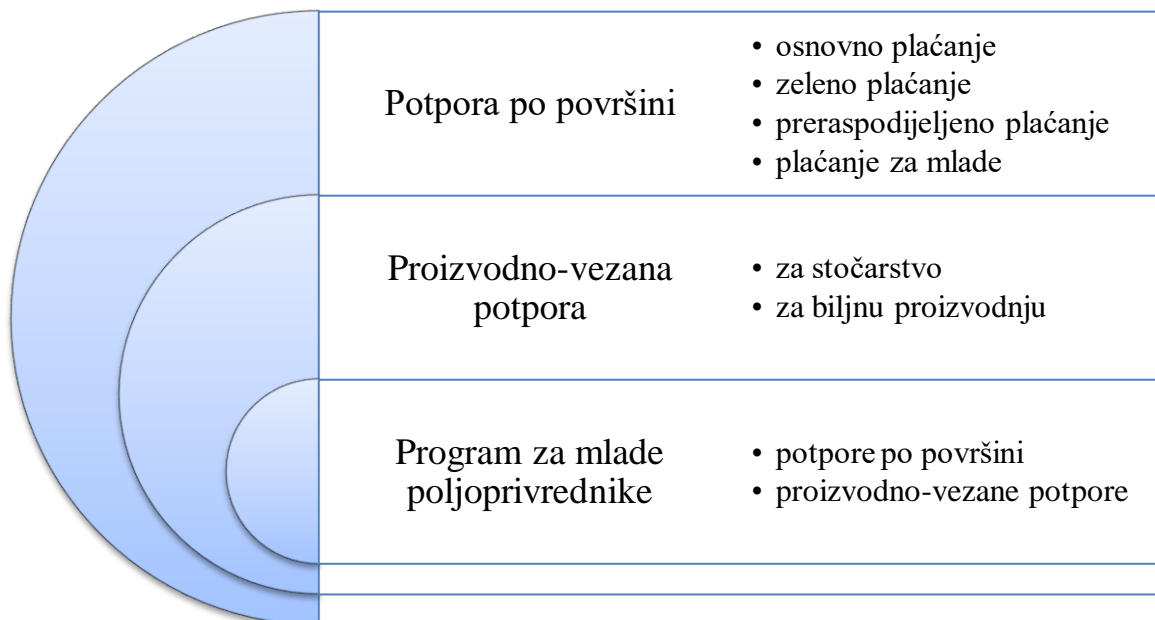 Potpora po površini
• osnovno plaćanje
• zeleno plaćanje
• preraspodijeljeno plaćanje
• plaćanje za mlade
Proizvodno-vezana
potpora
• za stočarstvo
• za biljnu proizvodnju
Program za mlade
poljoprivrednike
• potpore po površini
• proizvodno-vezane potpore